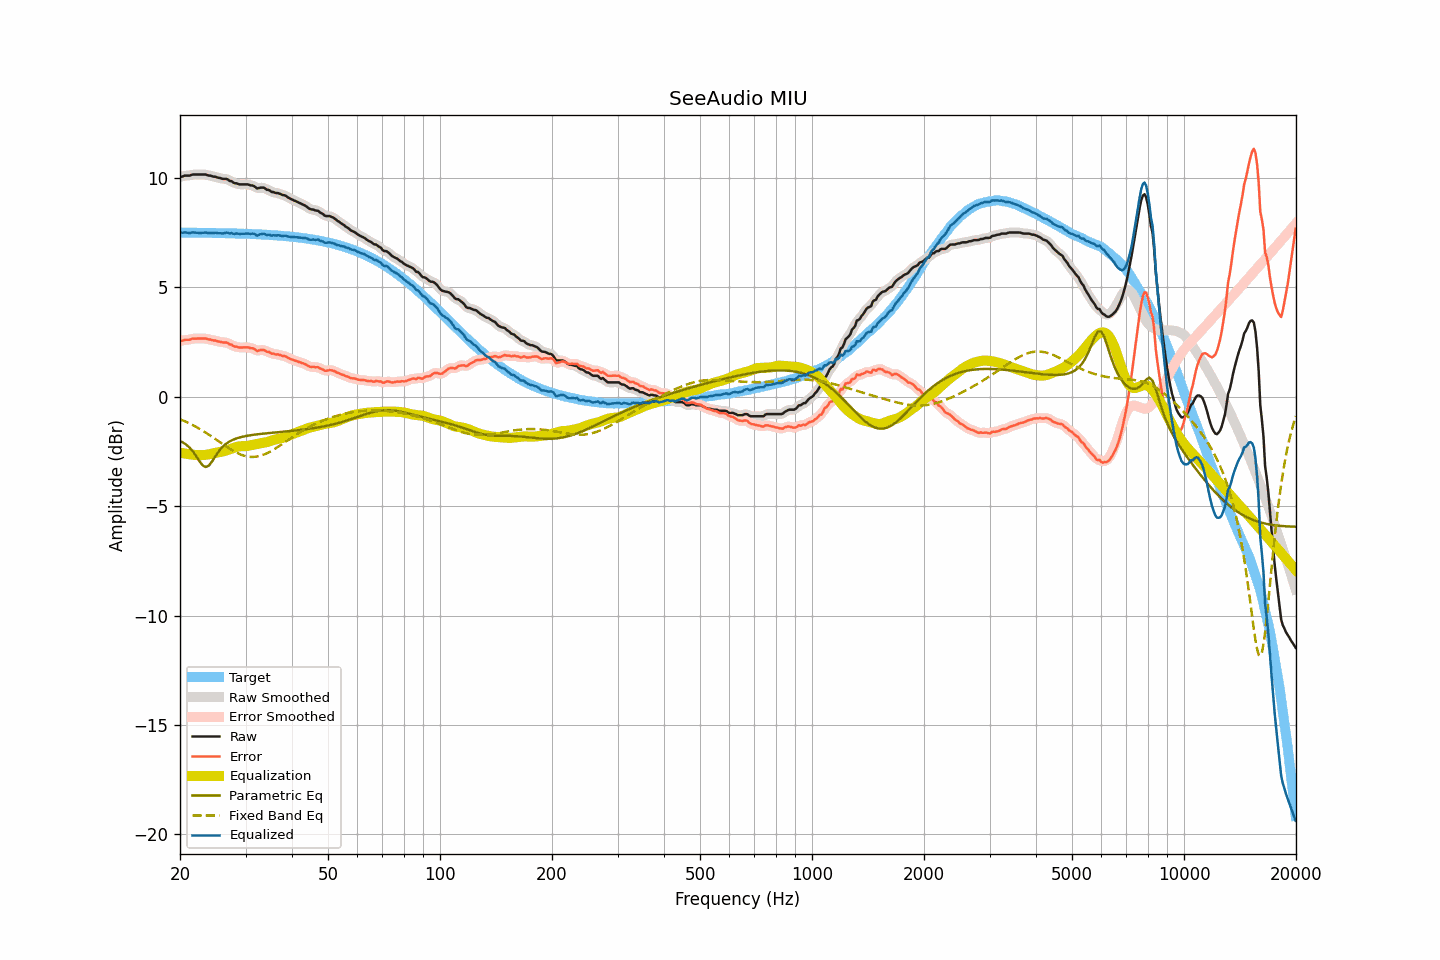 SeeAudio MIU
Amplitude (dBr)
10
5
0
−5
−10
−15
−20
Target
Raw Smoothed
Error Smoothed
Raw
Error
Equalization
Parametric Eq
Fixed Band Eq
Equalized
20 50 100 200 500 1000 2000 5000 10000 20000
Frequency (Hz)